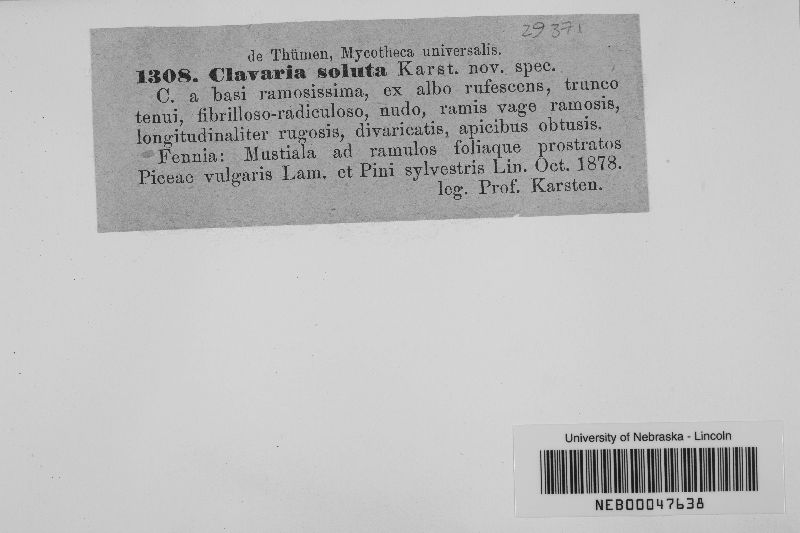 29371
de Thümen, Mycotheca universalis.
1308. Clavaria soluta Karst. nov. spec.
C. a basi ramosissima, ex albo rufescens, trunco
tenui, fibrilloso-radiculoso, nudo, ramis vage ramosis,
longitudinaliter rugosis, divaricatis, apicibus obtusis.
Fennia: Mustiala ad ramulos foliaque prostratos
Piceae vulgaris Lam. et Pini sylvestris Lin. Oct. 1878.
leg. Prof. Karsten.
University of Nebraska - Lincoln
NEB00047638